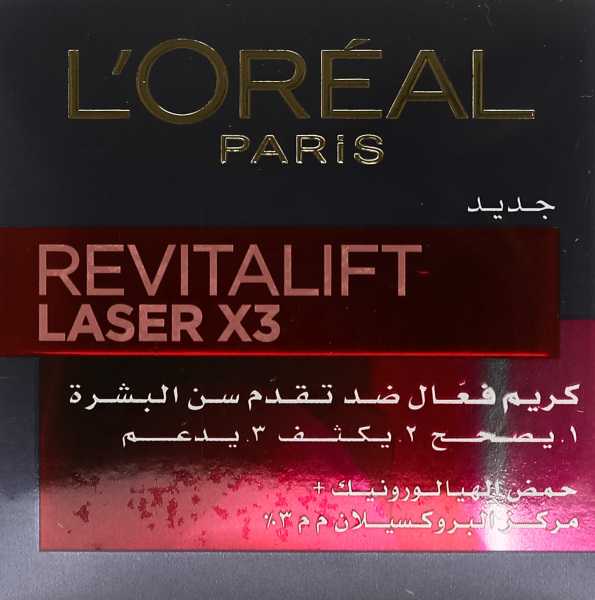 L'ORÉAL
PARiS
جديد
REVITALIFT
LASER X3
كريم فعّال ضد تقدّم سن البشرة
١. يصحح ٢. يكثف ٣. يدعم
حمض الهيالورونيك +
مركز البروكسيلان م م ٣٪